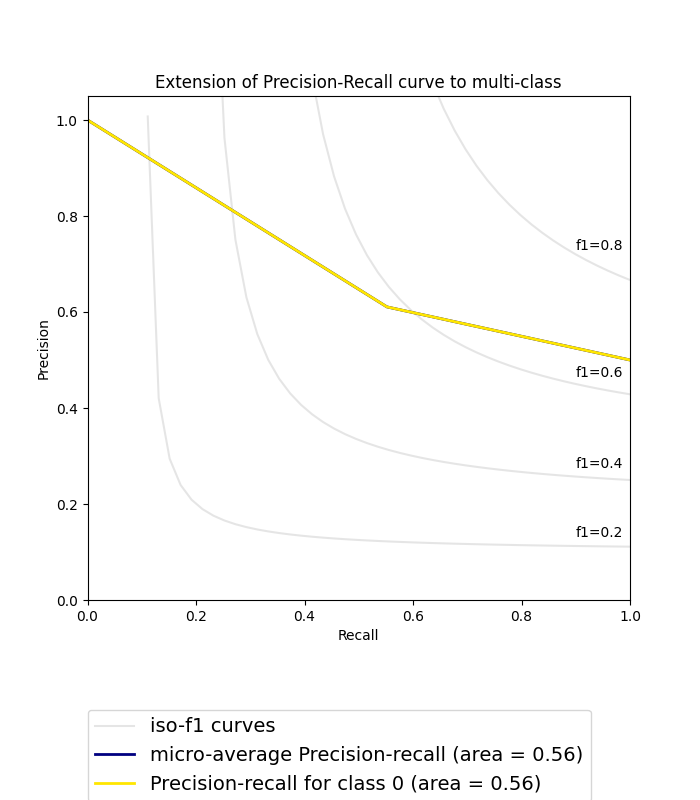 Extension of Precision-Recall curve to multi-class
Precision
1.0
0.8
0.6
0.4
0.2
0.0
f1=0.8
f1=0.6
f1=0.4
f1=0.2
0.0 0.2 0.4 0.6 0.8 1.0
Recall
iso-f1 curves
micro-average Precision-recall (area = 0.56)
Precision-recall for class 0 (area = 0.56)